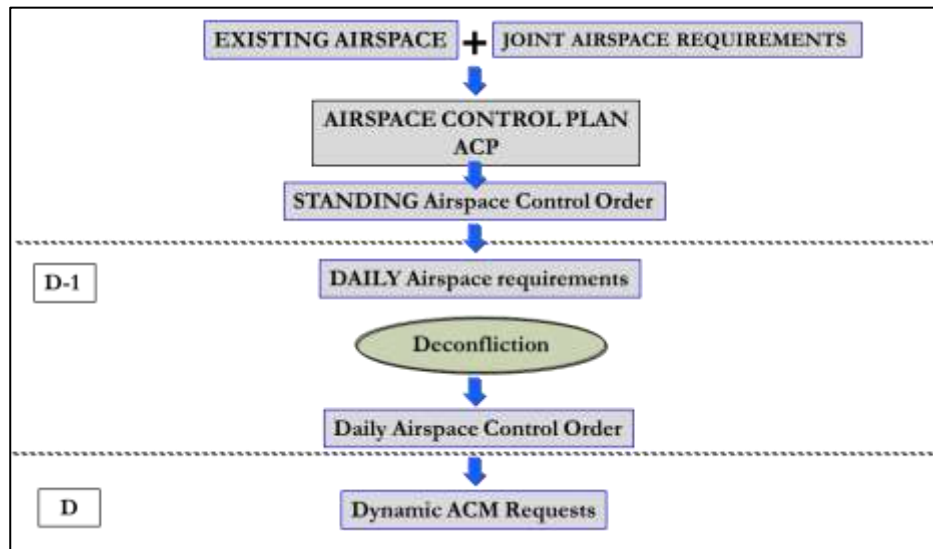 EXISTING AIRSPACE + JOINT AIRSPACE REQUIREMENTS
AIRSPACE CONTROL PLAN
ACP
STANDING Airspace Control Order
D-1
DAILY Airspace requirements
Deconfliction
Daily Airspace Control Order
D
Dynamic ACM Requests